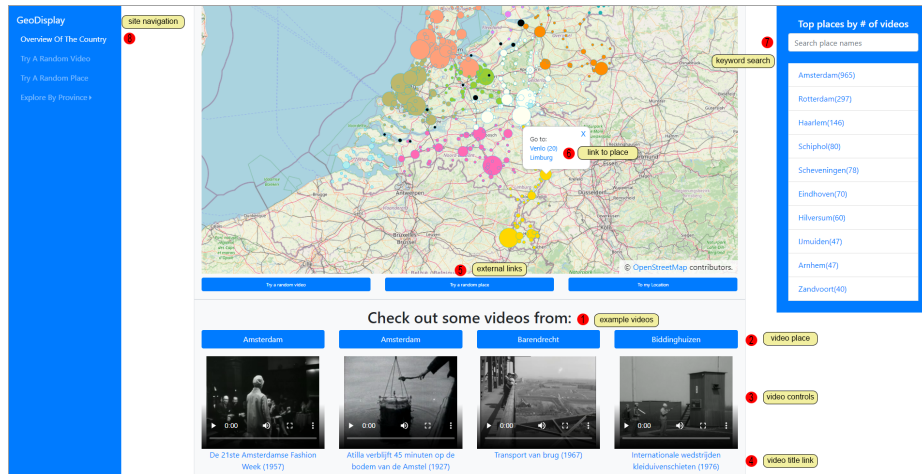 GeoDisplay
site navigation
Overview Of The Country
8
Try A Random Video
Try A Random Place
Explore By Province
Go to:
X
Venlo (20)
Limburg
6
link to place
Antwerpen
Düsseldorf
5
external links
© OpenStreetMap contributors.
Try a random video
Try a random place
To my Location
Top places by # of videos
7
Search place names
keyword search
Amsterdam(965)
Rotterdam(297)
Haarlem(146)
Schiphol(80)
Scheveningen(78)
Eindhoven(70)
Hilversum(60)
IJmuiden(47)
Arnhem(47)
Zandvoort(40)
Check out some videos from:
1
example videos
Amsterdam
Amsterdam
Barendrecht
Biddinghuizen
2
video place
0:00
0:00
0:00
0:00
3
video controls
De 21ste Amsterdamse Fashion
Week (1957)
Atilla verblijft 45 minuten op de
bodem van de Amstel (1927)
Transport van brug (1967)
Internationale wedstrijden
kleiduivenschieten (1976)
4
video title link